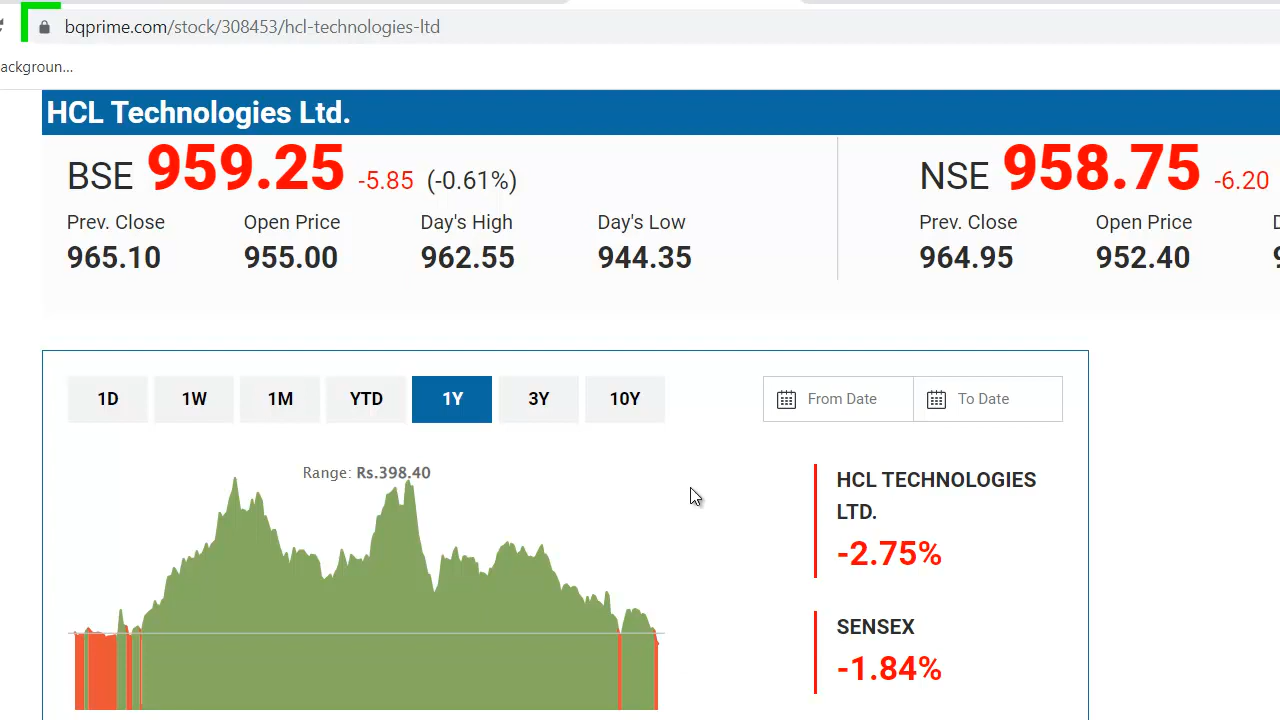 bqprime.com/stock/308453/hcl-technologies-ltd
ackgroun...
HCL Technologies Ltd.
BSE 959.25 -5.85 (-0.61%)
Prev. Close Open Price Day's High Day's Low
965.10 955.00 962.55 944.35
NSE 958.75 -6.20
Prev. Close Open Price
964.95 952.40
1D 1W 1M YTD 1Y 3Y 10Y
From Date To Date
Range: Rs.398.40
HCL TECHNOLOGIES
LTD.
-2.75%
SENSEX
-1.84%